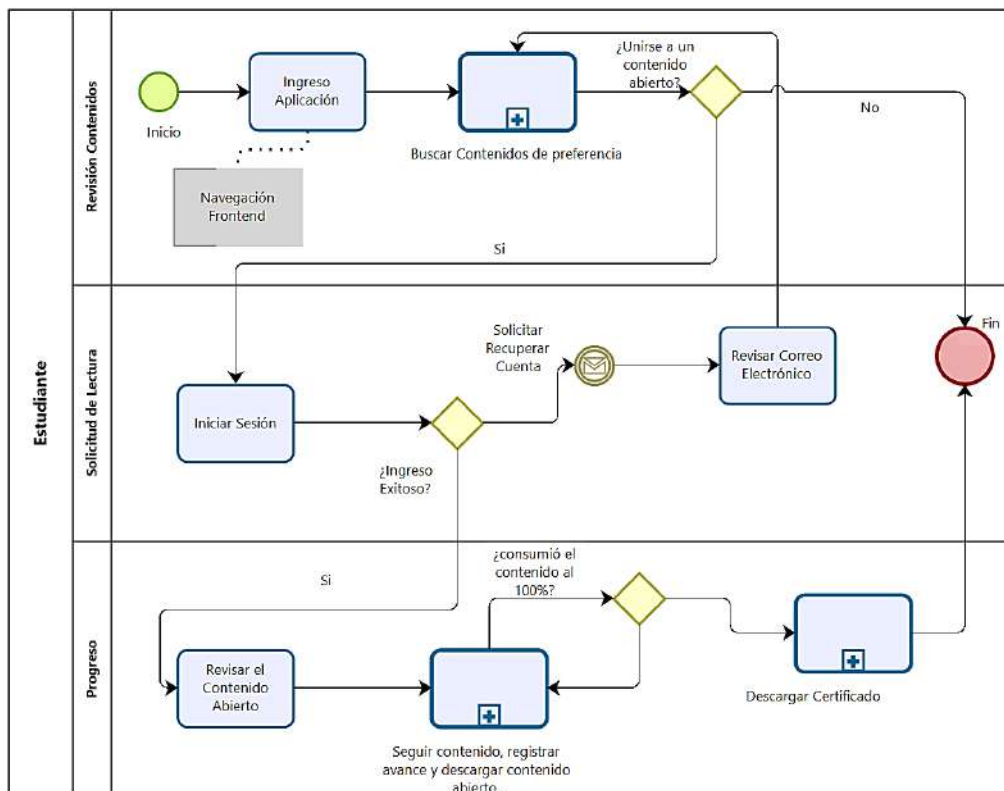 Estudiante
Revisión Contenidos
Inicio
Ingreso
Aplicación
Navegación
Frontend
Buscar Contenidos de preferencia
¿Unirse a un
contenido
abierto?
No
Si
Solicitud de Lectura
Iniciar Sesión
¿Ingreso
Exitoso?
Solicitar
Recuperar
Cuenta
Revisar Correo
Electrónico
Fin
Progreso
Si
Revisar el
Contenido
Abierto
¿consumió el
contenido al
100%?
Seguir contenido, registrar
avance y descargar contenido
abierto...
Descargar Certificado